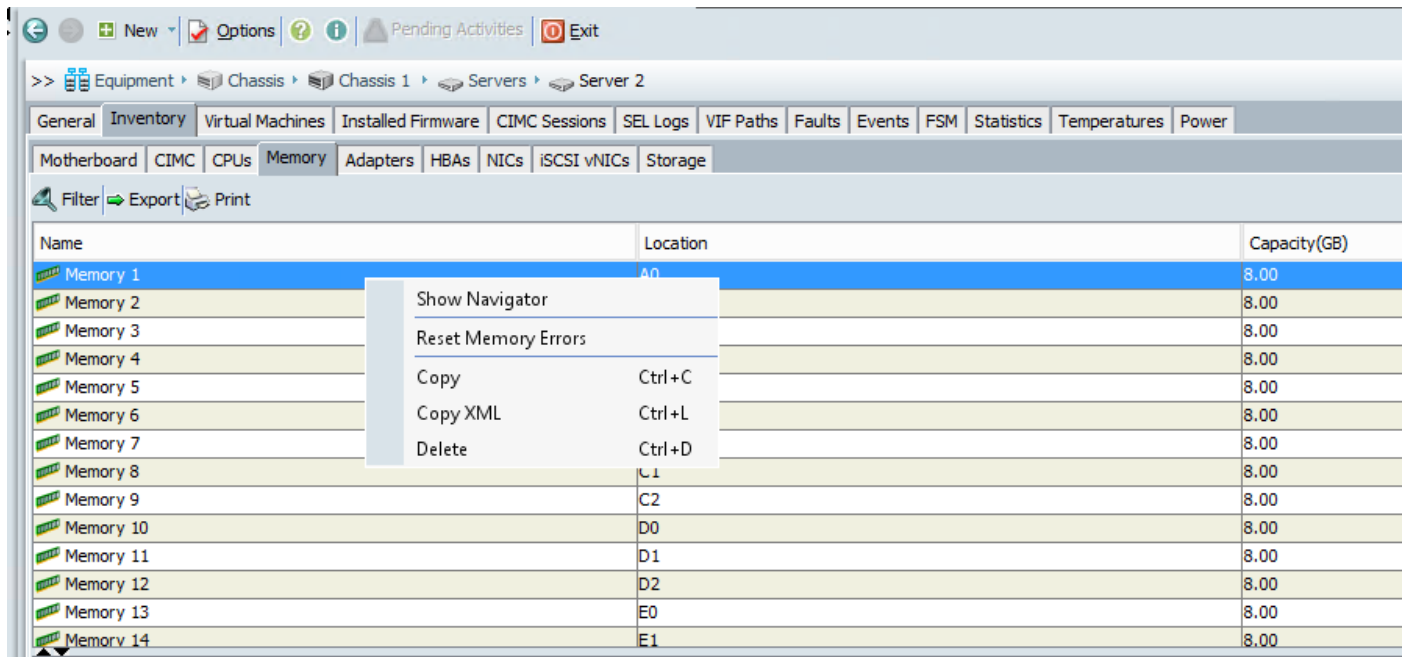 New Options Pending Activities Exit
>> Equipment Chassis Chassis 1 Servers Server 2
General Inventory Virtual Machines Installed Firmware CIMC Sessions SEL Logs VIF Paths Faults Events FSM Statistics Temperatures Power
Motherboard CIMC CPUs Memory Adapters HBAs NICs iSCSI vNICs Storage
Filter Export Print
Name Location Capacity(GB)
Memory 1 A0 8.00
Memory 2 8.00
Memory 3 8.00
Memory 4 8.00
Memory 5 8.00
Memory 6 8.00
Memory 7 8.00
Memory 8 C1 8.00
Memory 9 C2 8.00
Memory 10 D0 8.00
Memory 11 D1 8.00
Memory 12 D2 8.00
Memory 13 E0 8.00
Memory 14 E1 8.00
Show Navigator
Reset Memory Errors
Copy Ctrl+C
Copy XML Ctrl+L
Delete Ctrl+D